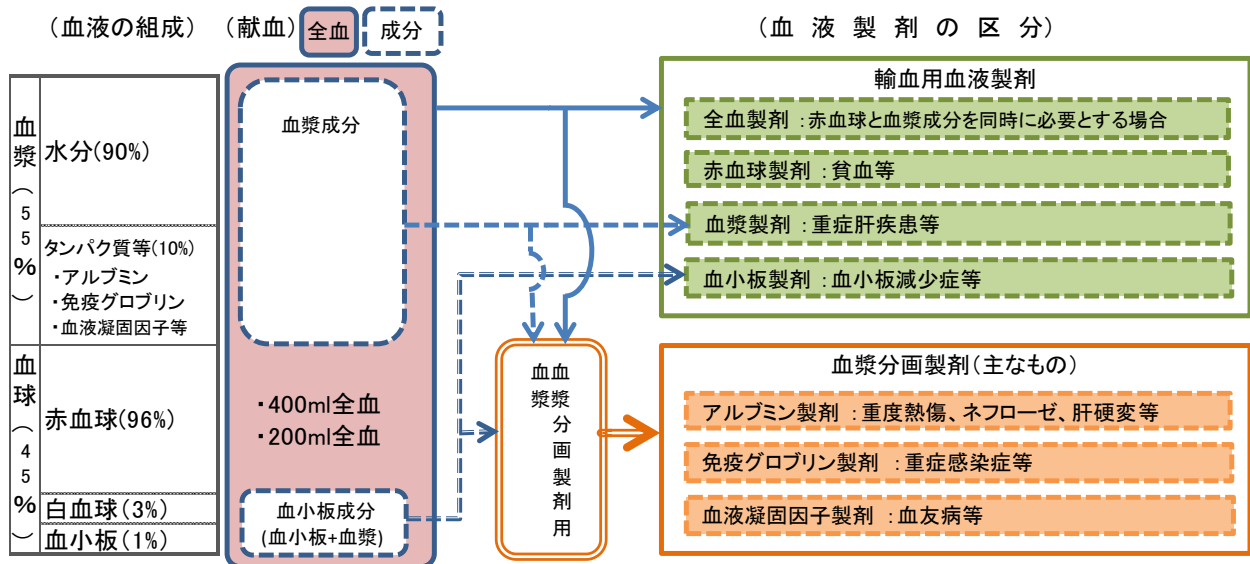 (血液の組成)
(献血)
全血
成分
(血液製剤の区分)
血漿(55%)
水分(90%)
タンパク質等(10%)
・アルブミン
・免疫グロブリン
・血液凝固因子等
血球(45%)
赤血球(96%)
白血球(3%)
血小板(1%)
血漿成分
・400ml全血
・200ml全血
血小板成分
(血小板+血漿)
血漿分画製剤用
血漿
輸血用血液製剤
全血製剤:赤血球と血漿成分を同時に必要とする場合
赤血球製剤:貧血等
血漿製剤:重症肝疾患等
血小板製剤:血小板減少症等
血漿分画製剤(主なもの)
アルブミン製剤:重度熱傷、ネフローゼ、肝硬変等
免疫グロブリン製剤:重症感染症等
血液凝固因子製剤:血友病等